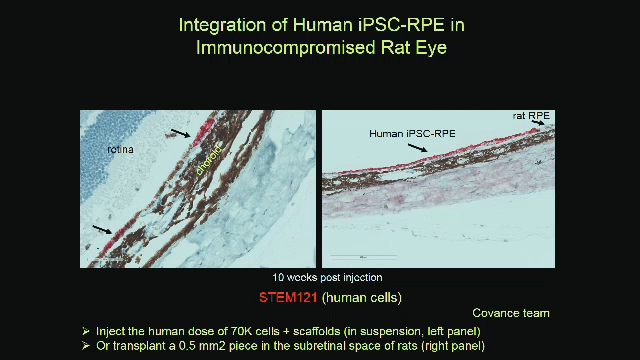 Integration of Human iPSC-RPE in
Immunocompromised Rat Eye
rat RPE
Human iPSC-RPE
retina
choroid
10 weeks post injection
STEM121 (human cells)
Covance team
➢ Inject the human dose of 70K cells + scaffolds (in suspension, left panel)
➢ Or transplant a 0.5 mm2 piece in the subretinal space of rats (right panel)